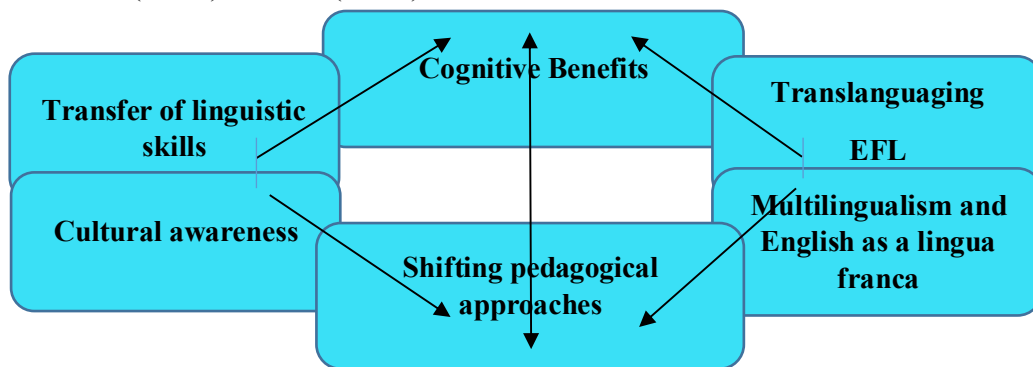 Cognitive Benefits
Transfer of linguistic
skills
Translanguaging
EFL
Cultural awareness
Multilingualism and
English as a lingua
franca
Shifting pedagogical
approaches